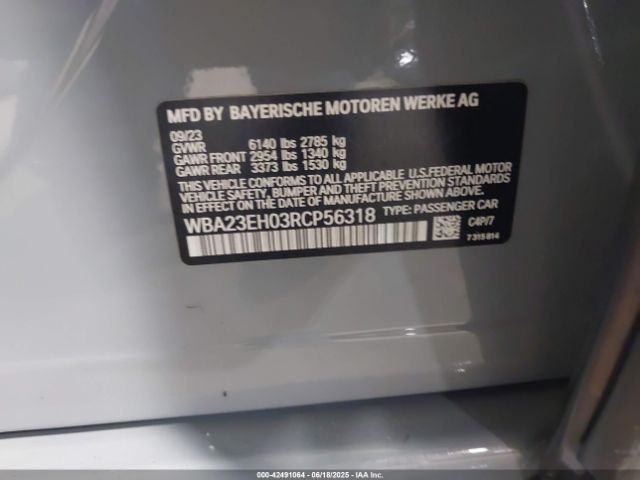 MFD BY BAYERISCHE MOTOREN WERKE AG
09/23
GVWR 6140 lbs 2785 kg
GAWR FRONT 2954 lbs 1340 kg
GAWR REAR 3373 lbs 1530 kg
THIS VEHICLE CONFORMS TO ALL APPLICABLE U.S.FEDERAL MOTOR
VEHICLE SAFETY, BUMPER, AND THEFT PREVENTION STANDARDS
IN EFFECT ON THE DATE OF MANUFACTURE SHOWN ABOVE.
WBA23EH03RCP56318 TYPE: PASSENGER CAR
C4P/7
7 315 814
000-42491064 - 06/18/2025 - IAA Inc.